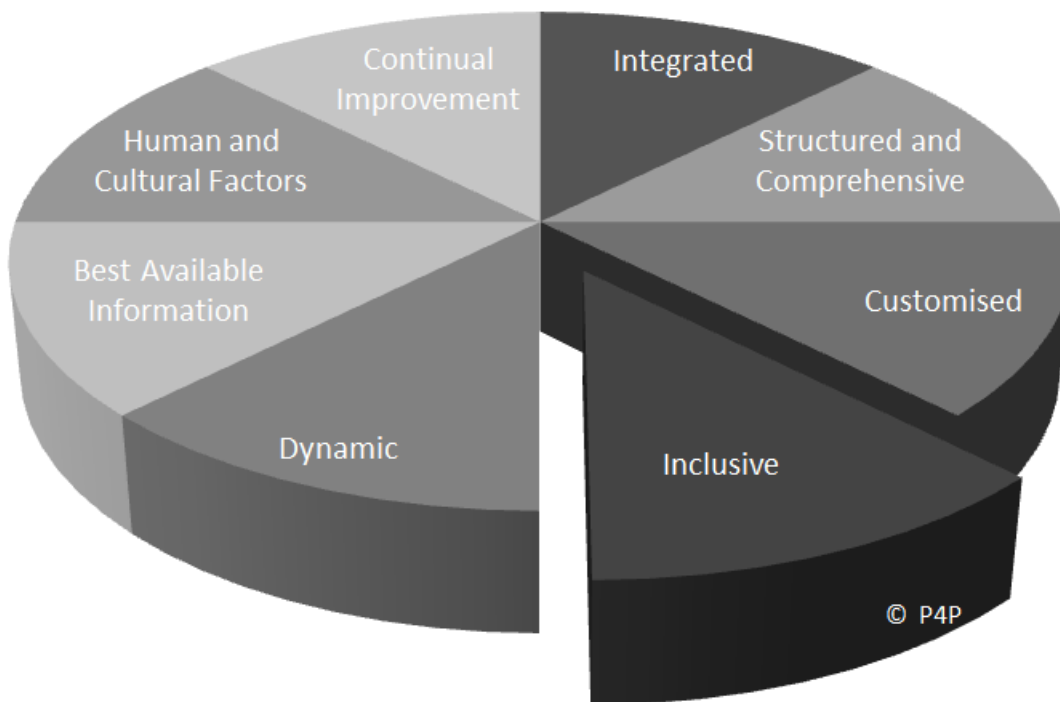 Continual
Improvement
Integrated
Structured and
Comprehensive
Customised
Inclusive
Dynamic
Best Available
Information
Human and
Cultural Factors
© P4P